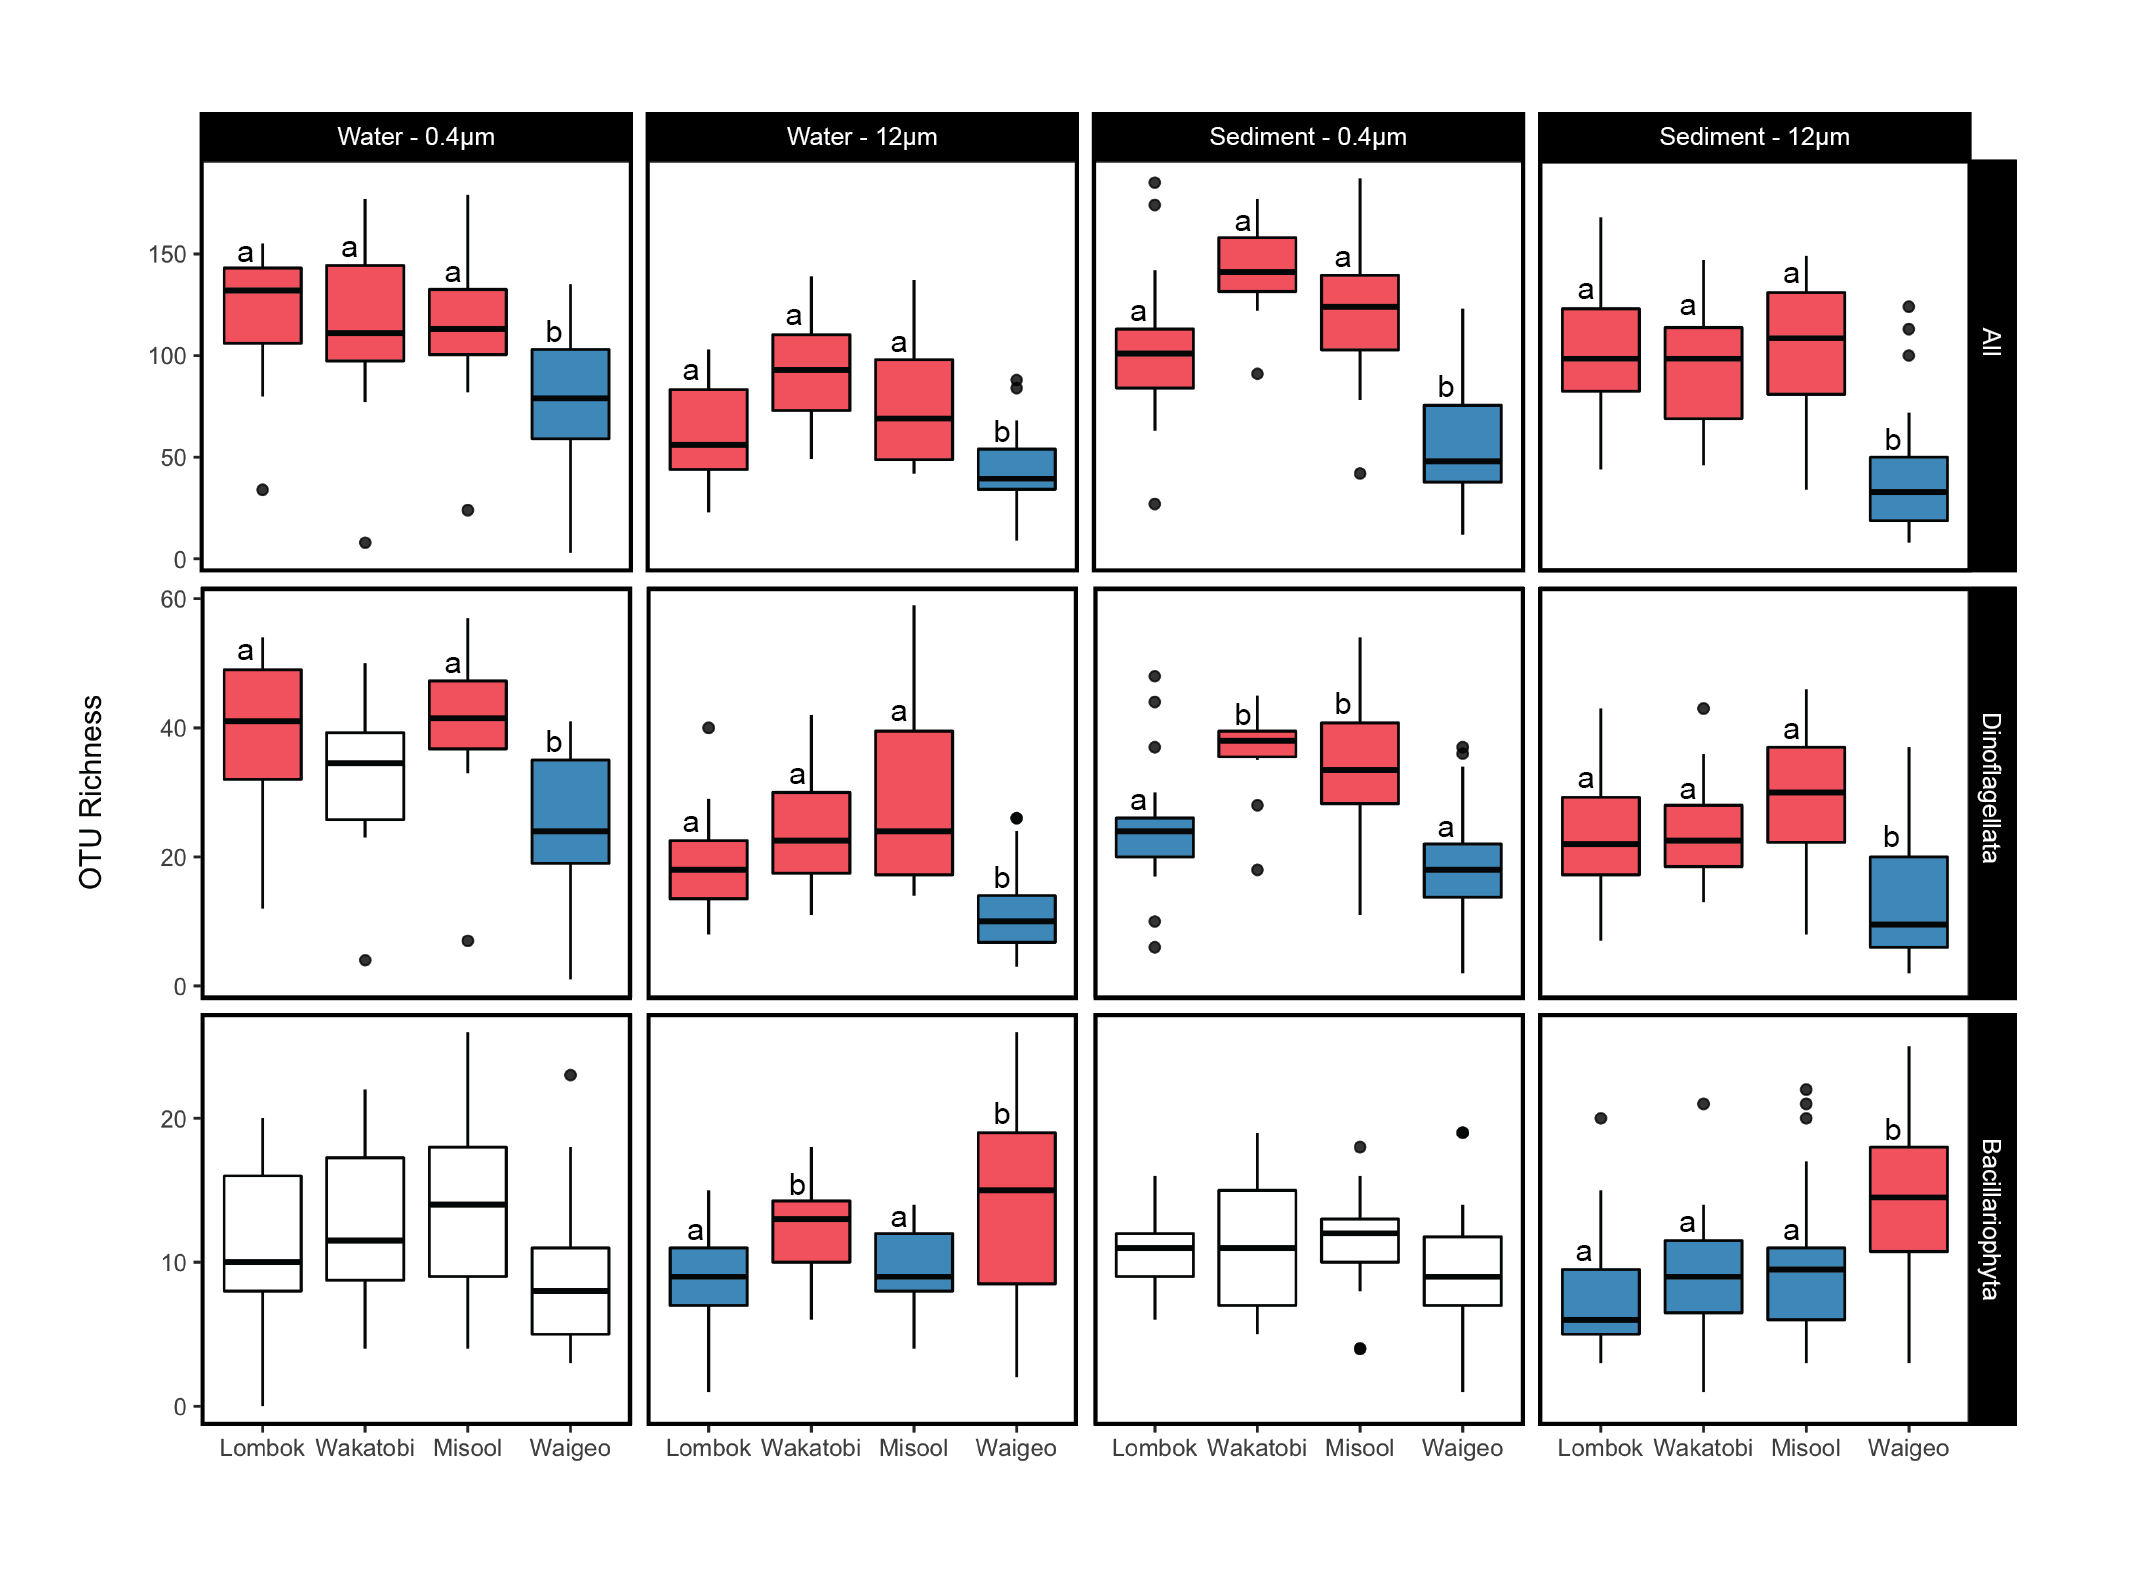 Water - 0.4µm
Water - 12µm
Sediment - 0.4µm
Sediment - 12µm
OTU Richness
150
100
50
0
a
a
a
b
a
a
a
b
a
a
a
b
a
a
a
b
All
60
40
20
0
a
a
b
a
a
a
b
a
b
b
a
a
a
a
b
Dinoflagellata
20
10
0
a
b
a
b
a
a
a
b
Bacillariophyta
Lombok Wakatobi Misool Waigeo
Lombok Wakatobi Misool Waigeo
Lombok Wakatobi Misool Waigeo
Lombok Wakatobi Misool Waigeo